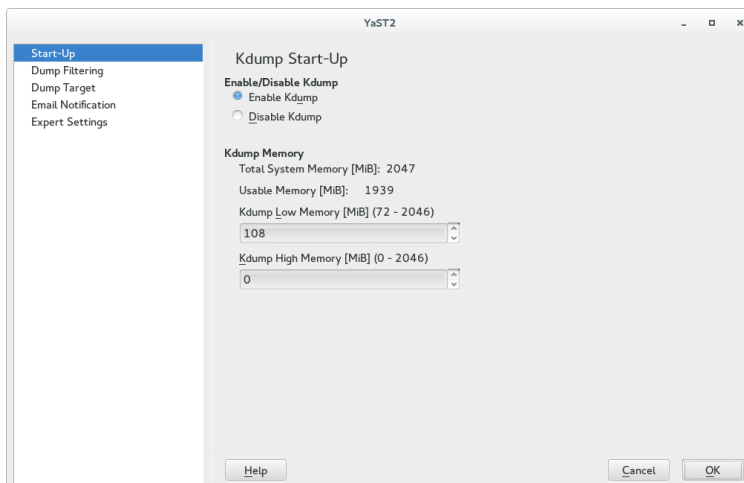 YaST2
Start-Up
Dump Filtering
Dump Target
Email Notification
Expert Settings
Kdump Start-Up
Enable/Disable Kdump
Enable Kdump
Disable Kdump
Kdump Memory
Total System Memory [MiB]: 2047
Usable Memory [MiB]: 1939
Kdump Low Memory [MiB] (72 - 2046)
108
Kdump High Memory [MiB] (0 - 2046)
0
Help
Cancel
OK